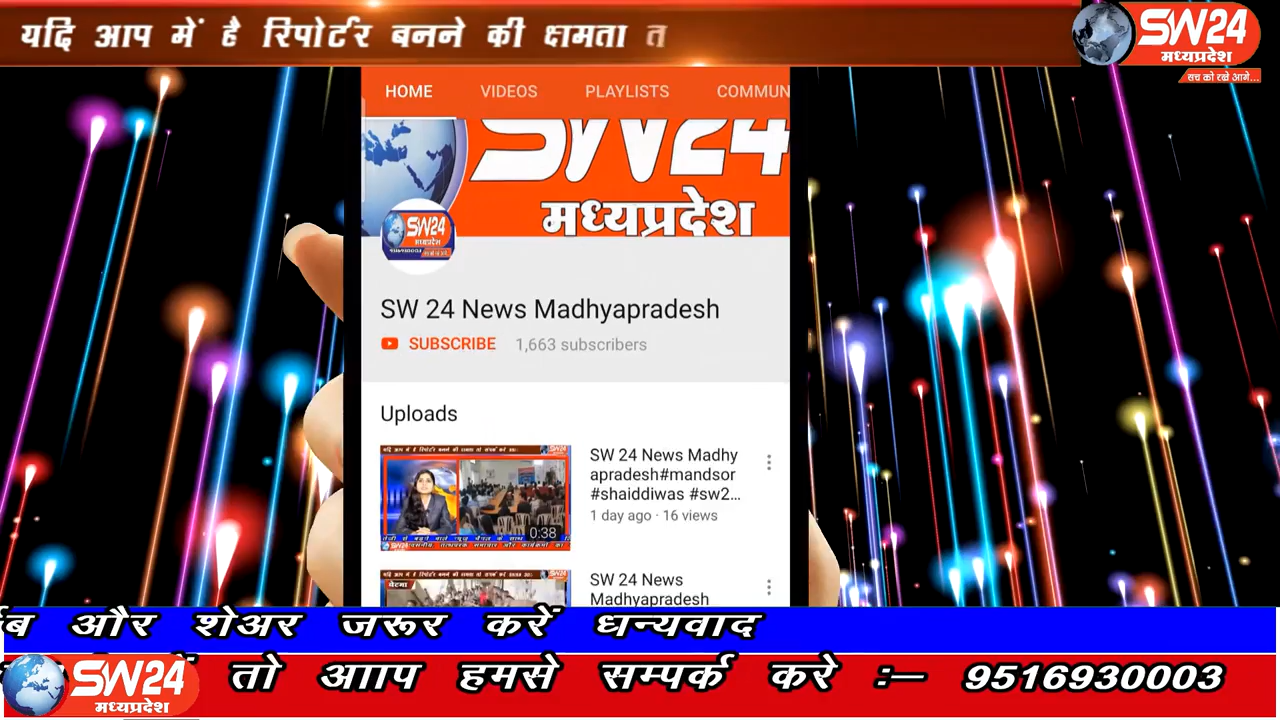 यदि आप में है रिपोर्टर बनने की क्षमता त
SW24
मध्यप्रदेश
सच को रखे आगे...
HOME VIDEOS PLAYLISTS COMMUN
SW24
मध्यप्रदेश
SW24
SW 24 News Madhyapradesh
SUBSCRIBE 1,663 subscribers
Uploads
SW 24 News Madhy
apradesh#mandsor
#shaiddiwas #sw2...
1 day ago · 16 views
0:38
SW 24 News
Madhyapradesh
और शेअर जरूर करें धन्यवाद
तो आाप हमसे सम्पर्क करे :— 9516930003
SW24
मध्यप्रदेश